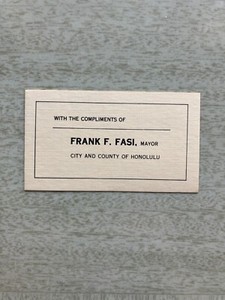 WITH THE COMPLIMENTS OF
FRANK F. FASI, MAYOR
CITY AND COUNTY OF HONOLULU